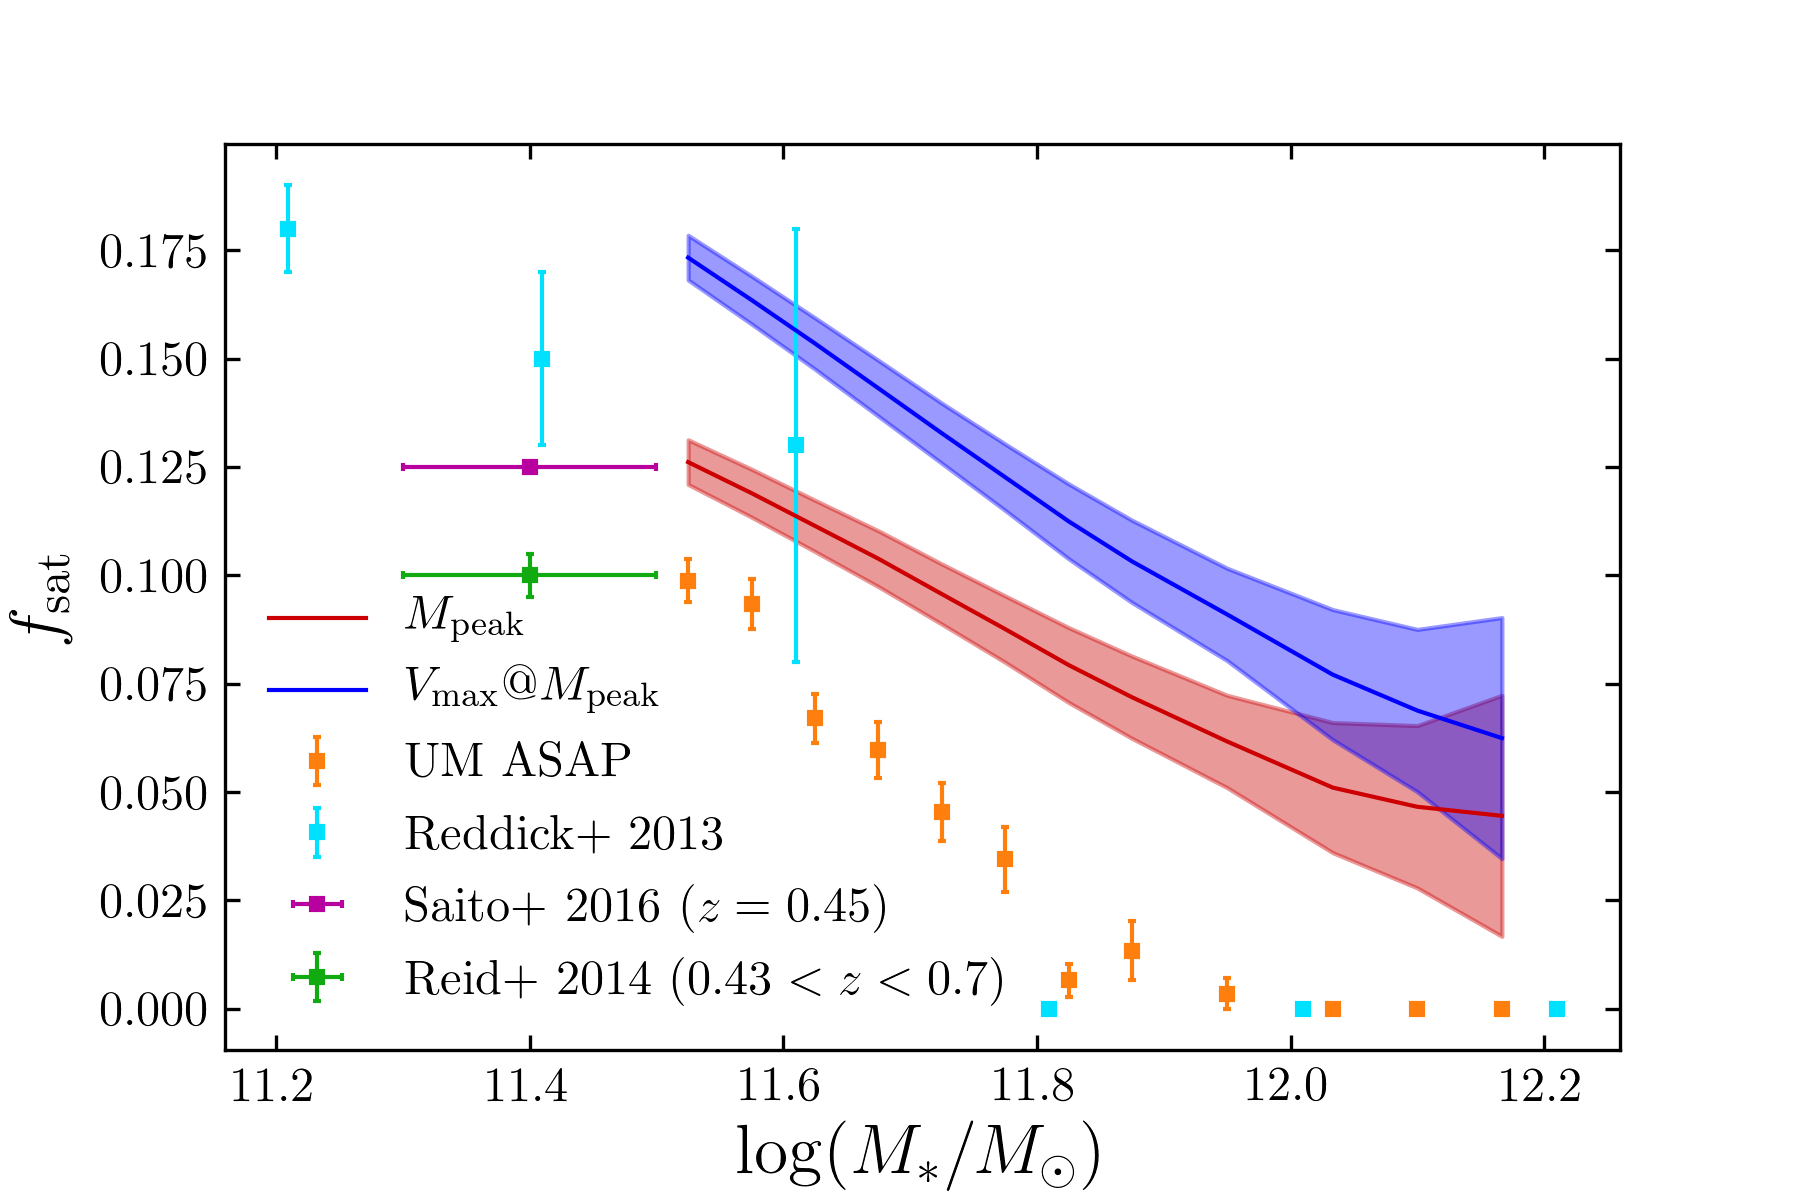 0.175
0.150
0.125
0.100
0.075
0.050
0.025
0.000
f_sat
M_peak
V_max@M_peak
UM ASAP
Reddick+ 2013
Saito+ 2016 (z = 0.45)
Reid+ 2014 (0.43 < z < 0.7)
11.2 11.4 11.6 11.8 12.0 12.2
log(M_*/M_⊙)